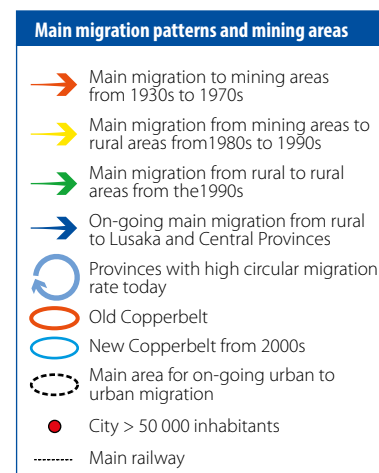 Main migration patterns and mining areas
Main migration to mining areas
from 1930s to 1970s
Main migration from mining areas to
rural areas from1980s to 1990s
Main migration from rural to rural
areas from the1990s
On-going main migration from rural
to Lusaka and Central Provinces
Provinces with high circular migration
rate today
Old Copperbelt
New Copperbelt from 2000s
Main area for on-going urban to
urban migration
City > 50 000 inhabitants
Main railway